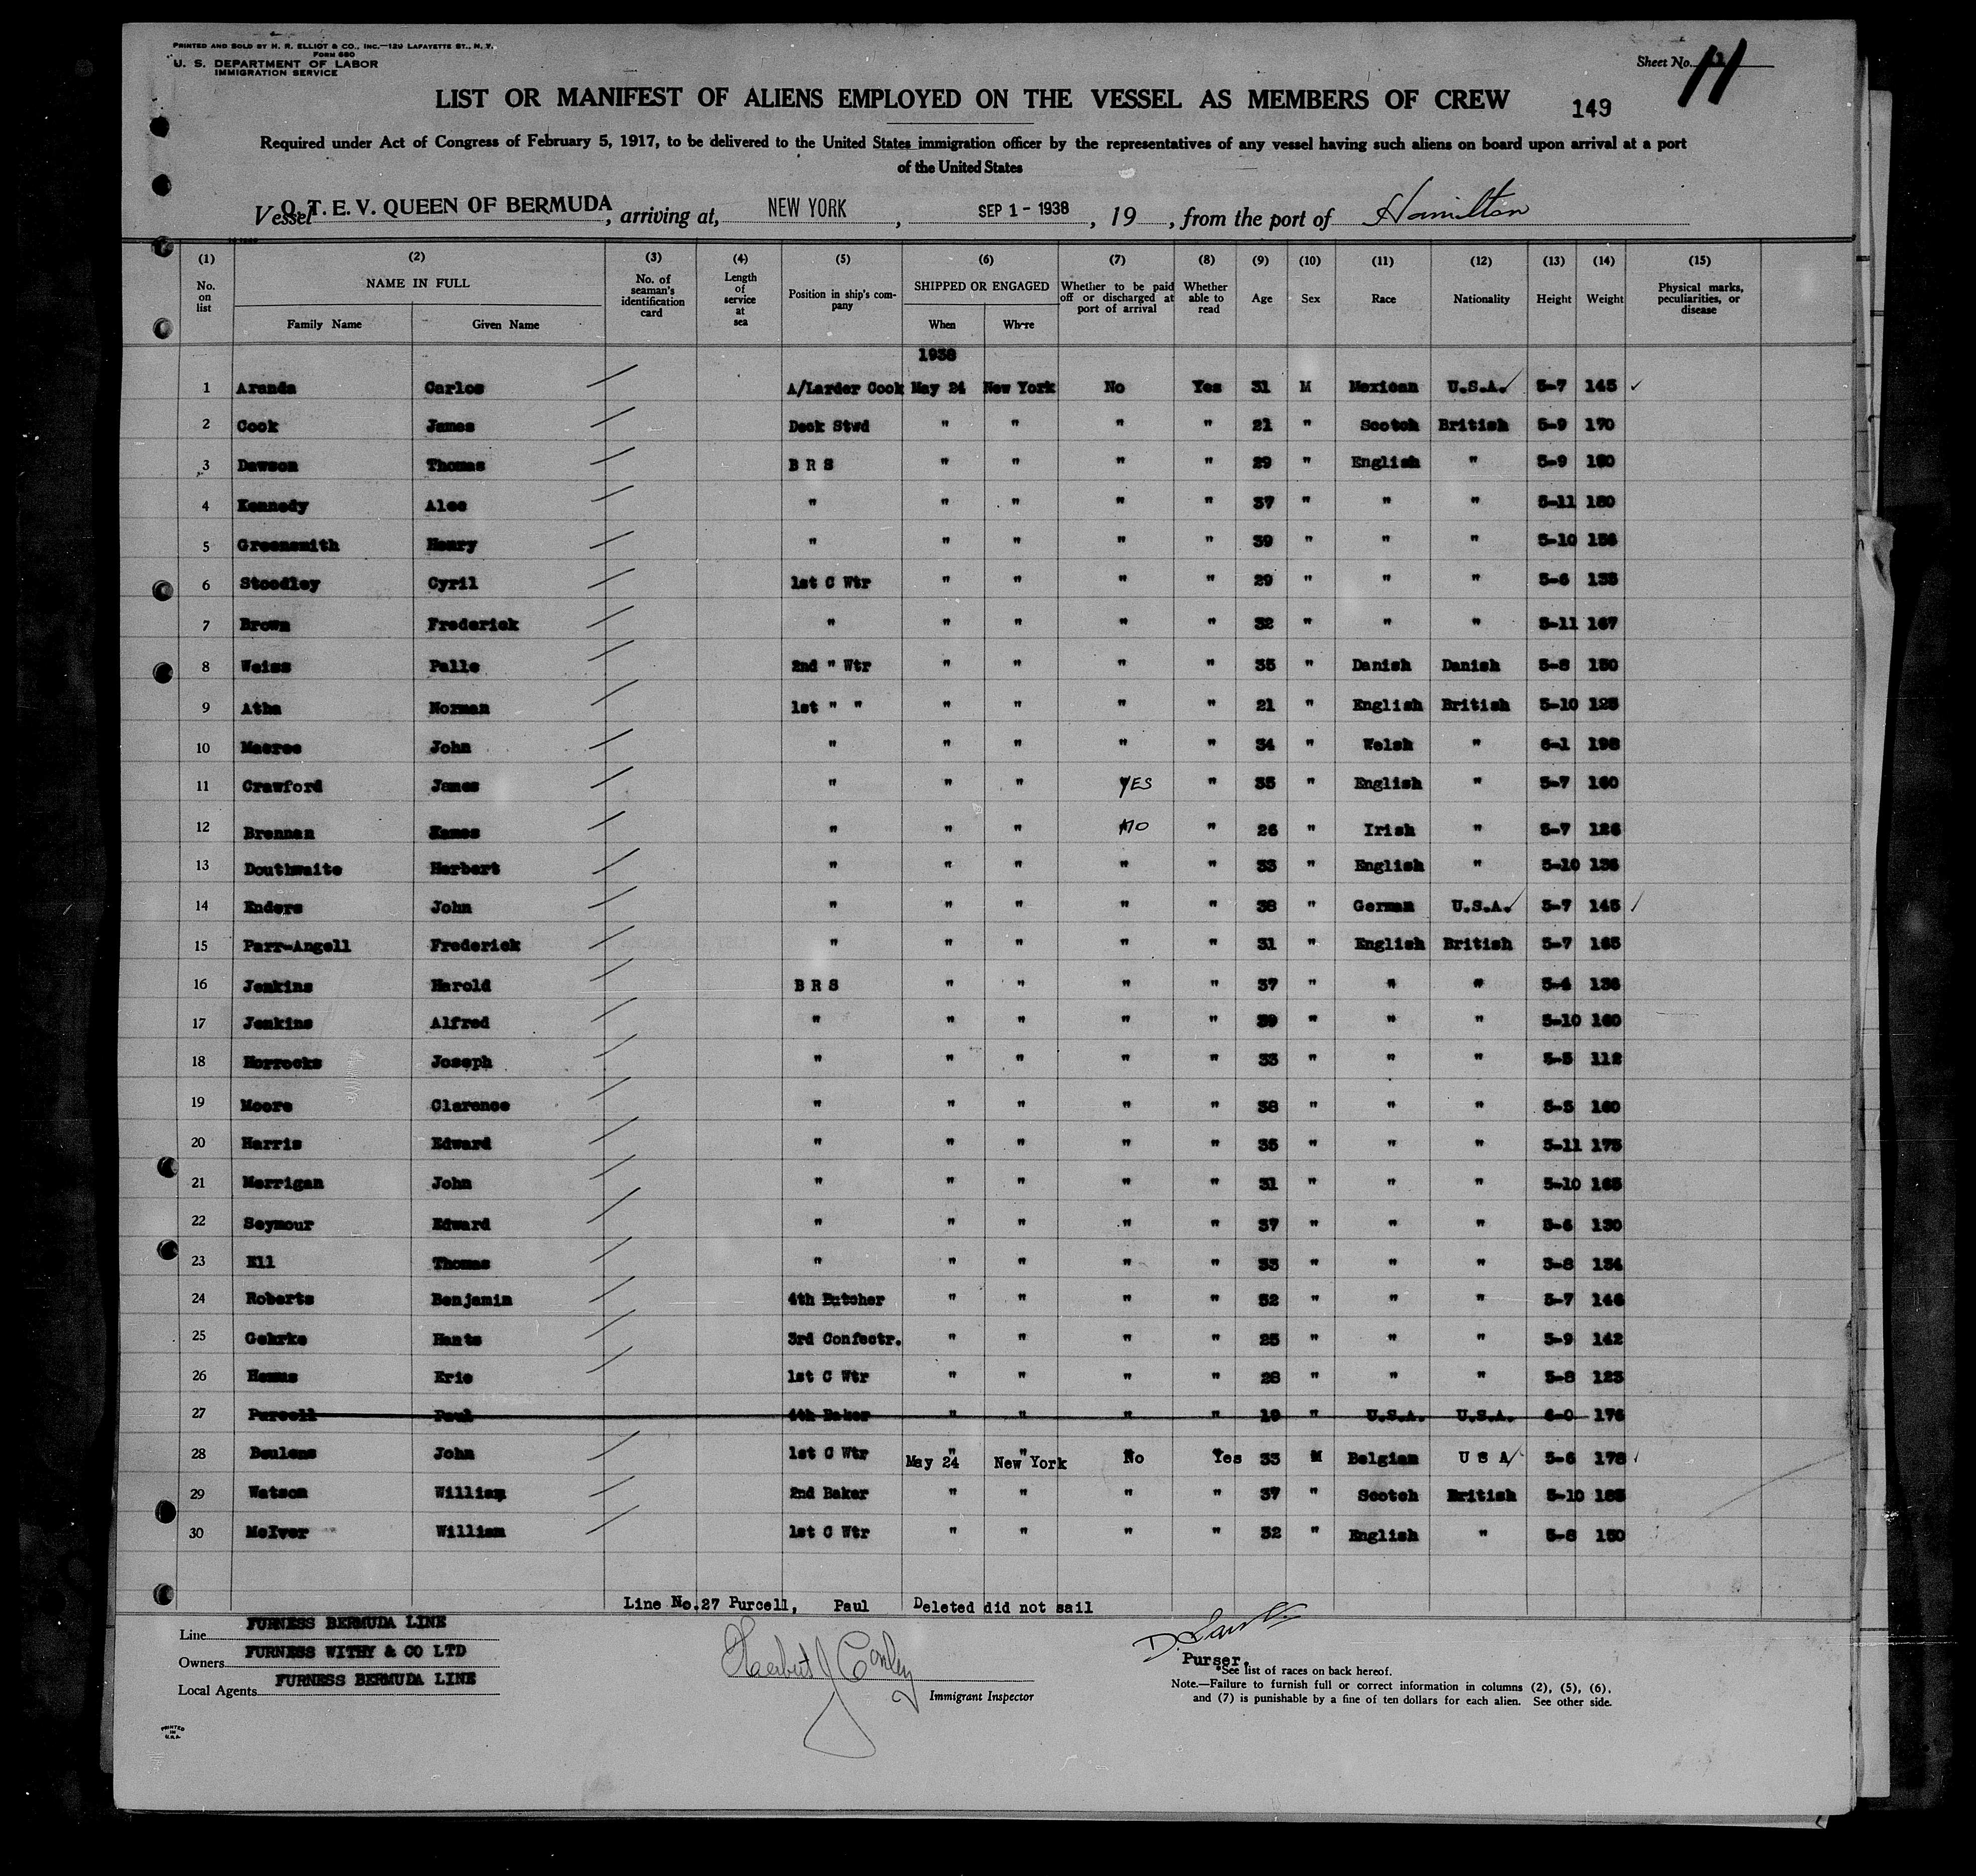 PRINTED AND SOLD BY H. R. ELLIOT & CO., INC.—129 LAFAYETTE ST., N. Y.
FORM 680
U. S. DEPARTMENT OF LABOR
IMMIGRATION SERVICE
Sheet No. 11
LIST OR MANIFEST OF ALIENS EMPLOYED ON THE VESSEL AS MEMBERS OF CREW
149
Required under Act of Congress of February 5, 1917, to be delivered to the United States immigration officer by the representatives of any vessel having such aliens on board upon arrival at a port
of the United States
Vessel Q. T. E. V. QUEEN OF BERMUDA, arriving at, NEW YORK, SEP 1 - 1938, 19, from the port of Hamilton
(1) (2) (3) (4) (5) (6) (7) (8) (9) (10) (11) (12) (13) (14) (15)
No. on list NAME IN FULL Family Name Given Name No. of seaman's identification card Length of service at sea Position in ship's company SHIPPED OR ENGAGED When Where Whether to be paid off or discharged at port of arrival Whether able to read Age Sex Race Nationality Height Weight Physical marks, peculiarities, or disease
1938
1 Aranda Carlos A/Larder Cook May 24 New York No Yes 31 M Mexican U.S.A. 5-7 145
2 Cook James Deck Stwd " " " " 21 " Scotch British 5-9 170
3 Dawson Thomas B R S " " " " 29 " English " 5-9 160
4 Kennedy Alec " " " " " 37 " " " 5-11 180
5 Greensmith Henry " " " " " 39 " " " 5-10 156
6 Stoodley Cyril 1st C Wtr " " " " 29 " " " 5-6 135
7 Brown Frederick " " " " " 32 " " " 5-11 167
8 Weiss Palle 2nd " Wtr " " " " 35 " Danish Danish 5-8 150
9 Atha Norman 1st " " " " " " 21 " English British 5-10 125
10 Macree John " " " " " 34 " Welsh " 6-1 198
11 Crawford James " " " YES " 35 " English " 5-7 160
12 Brennan James " " " NO " 26 " Irish " 5-7 126
13 Douthwaite Herbert " " " " " 33 " English " 5-10 136
14 Enders John " " " " " 38 " German U.S.A. 5-7 145
15 Parr-Angell Frederick " " " " " 31 " English British 5-7 165
16 Jenkins Harold B R S " " " " 37 " " " 5-4 136
17 Jenkins Alfred " " " " " 39 " " " 5-10 160
18 Horrocks Joseph " " " " " 33 " " " 5-5 112
19 Moore Clarence " " " " " 38 " " " 5-5 160
20 Harris Edward " " " " " 36 " " " 5-11 175
21 Merrigan John " " " " " 31 " " " 5-10 165
22 Seymour Edward " " " " " 37 " " " 5-6 130
23 Ell Thomas " " " " " 33 " " " 5-8 134
24 Roberts Benjamin 4th Butcher " " " " 32 " " " 5-7 146
25 Gehrke Hants 3rd Confectr. " " " " 25 " " " 5-9 142
26 Hemus Eric 1st C Wtr " " " " 28 " " " 5-8 123
27 Purcell Paul 4th Baker " " " " 19 " U.S.A. U.S.A. 6-0 176
28 Beulens John 1st C Wtr May 24 New York No Yes 33 M Belgian U S A 5-6 178
29 Watson William 2nd Baker " " " " 37 " Scotch British 5-10 165
30 McIver William 1st C Wtr " " " " 32 " English " 5-8 150
Line No.27 Purcell, Paul Deleted did not sail
Line FURNESS BERMUDA LINE
Owners FURNESS WITHY & CO LTD
Local Agents FURNESS BERMUDA LINE
Herbert J Conley
Immigrant Inspector
Purser.
*See list of races on back hereof.
Note.—Failure to furnish full or correct information in columns (2), (5), (6),
and (7) is punishable by a fine of ten dollars for each alien. See other side.
PRINTED
IN
U.S.A.